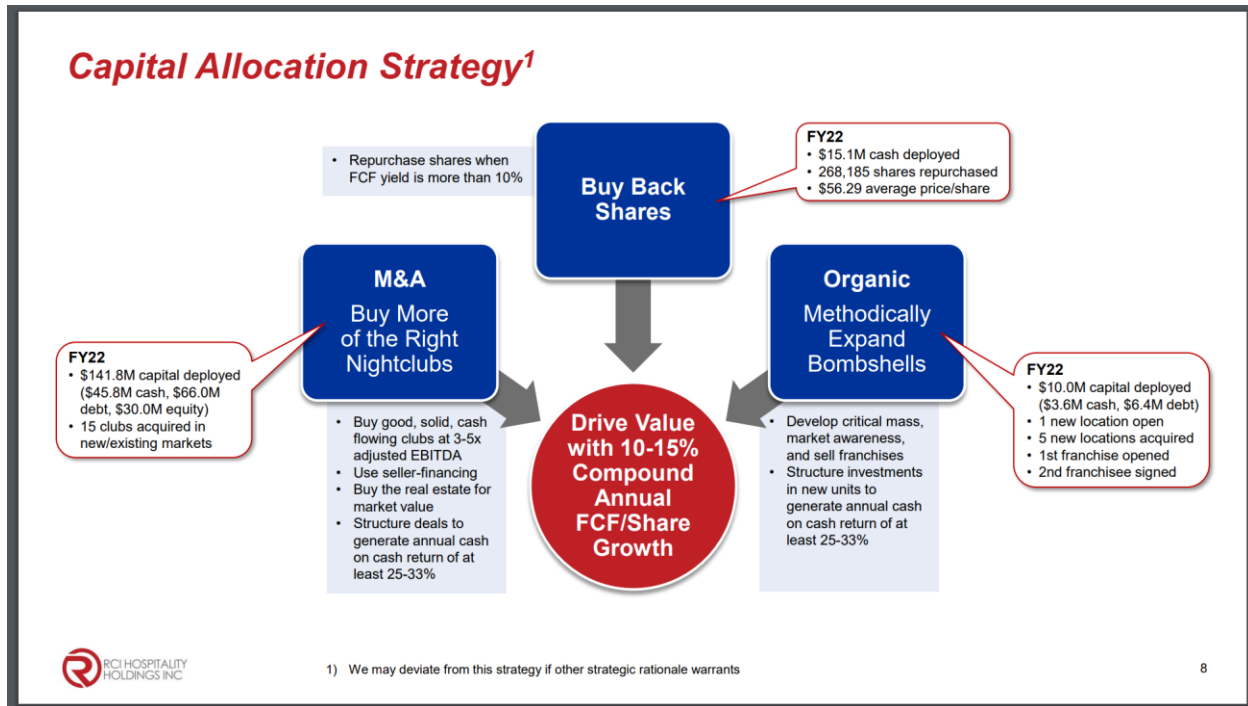 Capital Allocation Strategy1
• Repurchase shares when
FCF yield is more than 10%
Buy Back
Shares
FY22
• $15.1M cash deployed
• 268,185 shares repurchased
• $56.29 average price/share
M&A
Buy More
of the Right
Nightclubs
FY22
• $141.8M capital deployed
($45.8M cash, $66.0M
debt, $30.0M equity)
• 15 clubs acquired in
new/existing markets
• Buy good, solid, cash
flowing clubs at 3-5x
adjusted EBITDA
• Use seller-financing
• Buy the real estate for
market value
• Structure deals to
generate annual cash
on cash return of at
least 25-33%
Drive Value
with 10-15%
Compound
Annual
FCF/Share
Growth
Organic
Methodically
Expand
Bombshells
FY22
• $10.0M capital deployed
($3.6M cash, $6.4M debt)
• 1 new location open
• 5 new locations acquired
• 1st franchise opened
• 2nd franchisee signed
• Develop critical mass,
market awareness,
and sell franchises
• Structure investments
in new units to
generate annual cash
on cash return of at
least 25-33%
RCI HOSPITALITY
HOLDINGS INC
1) We may deviate from this strategy if other strategic rationale warrants
8